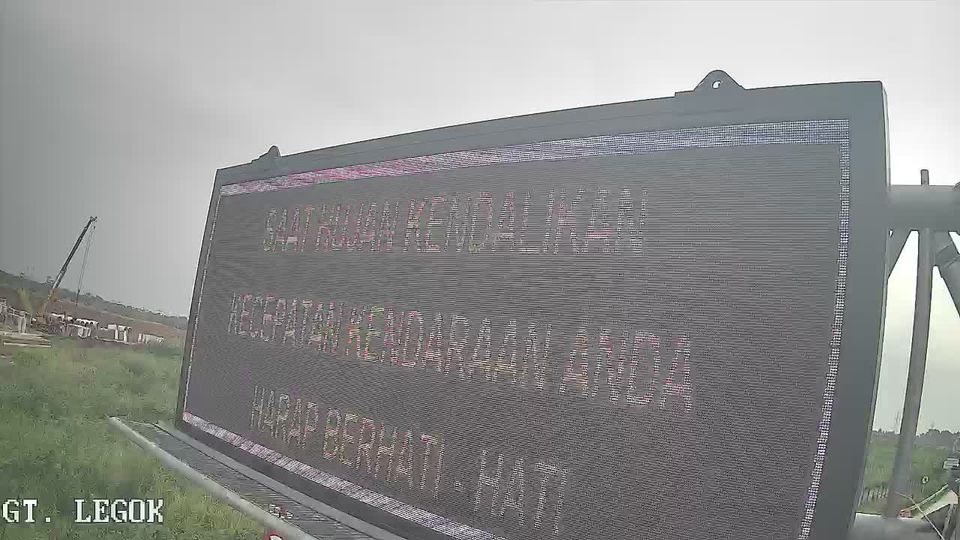 SAAT HUJAN KENDALIKAN
KECEPATAN KENDARAAN ANDA
HARAP BERHATI - HATI
GT. LEGOK